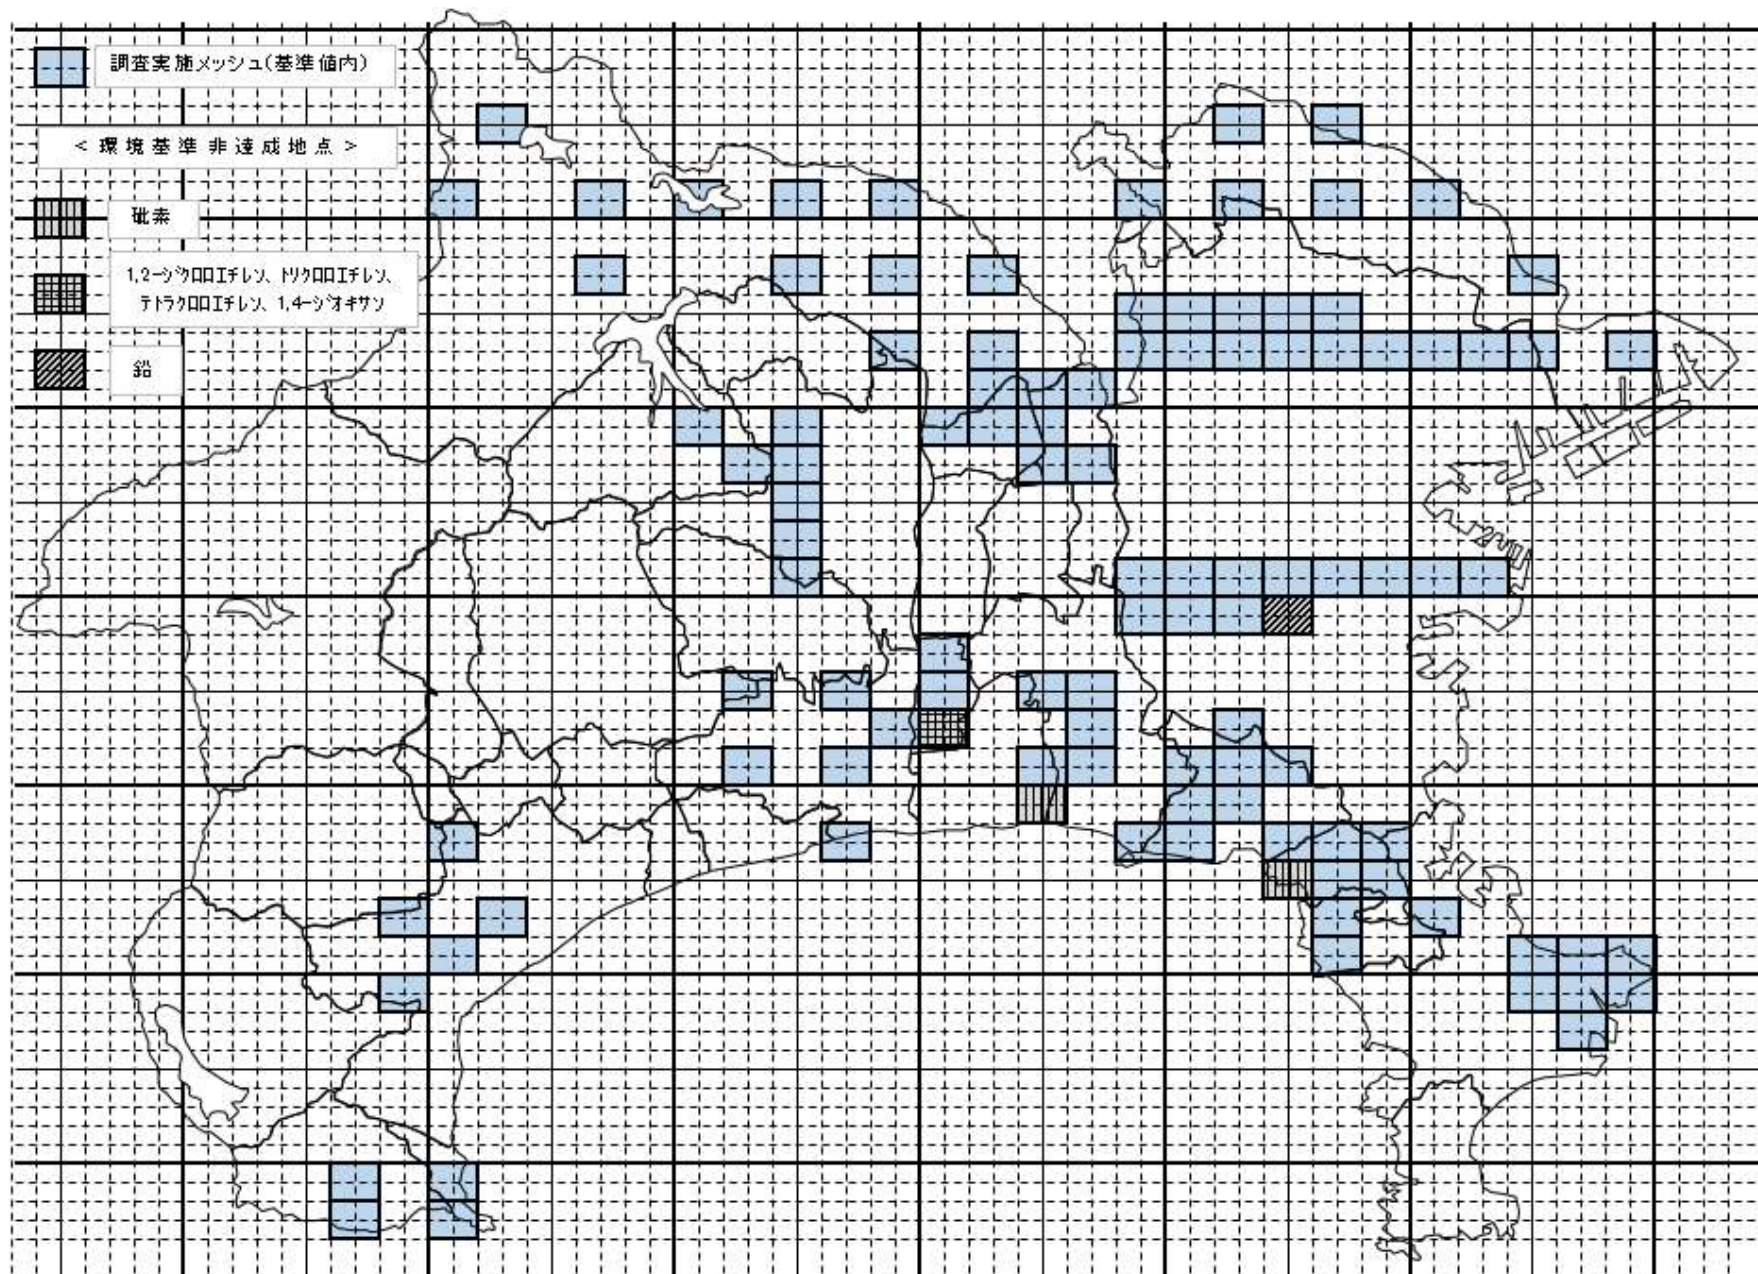 調査実施メッシュ(基準値内)
< 環 境 基 準 非 達 成 地 点 >
砒素
1,2-ジクロロエチレン、トリクロロエチレン、
テトラクロロエチレン、1,4-ジオキサン
鉛